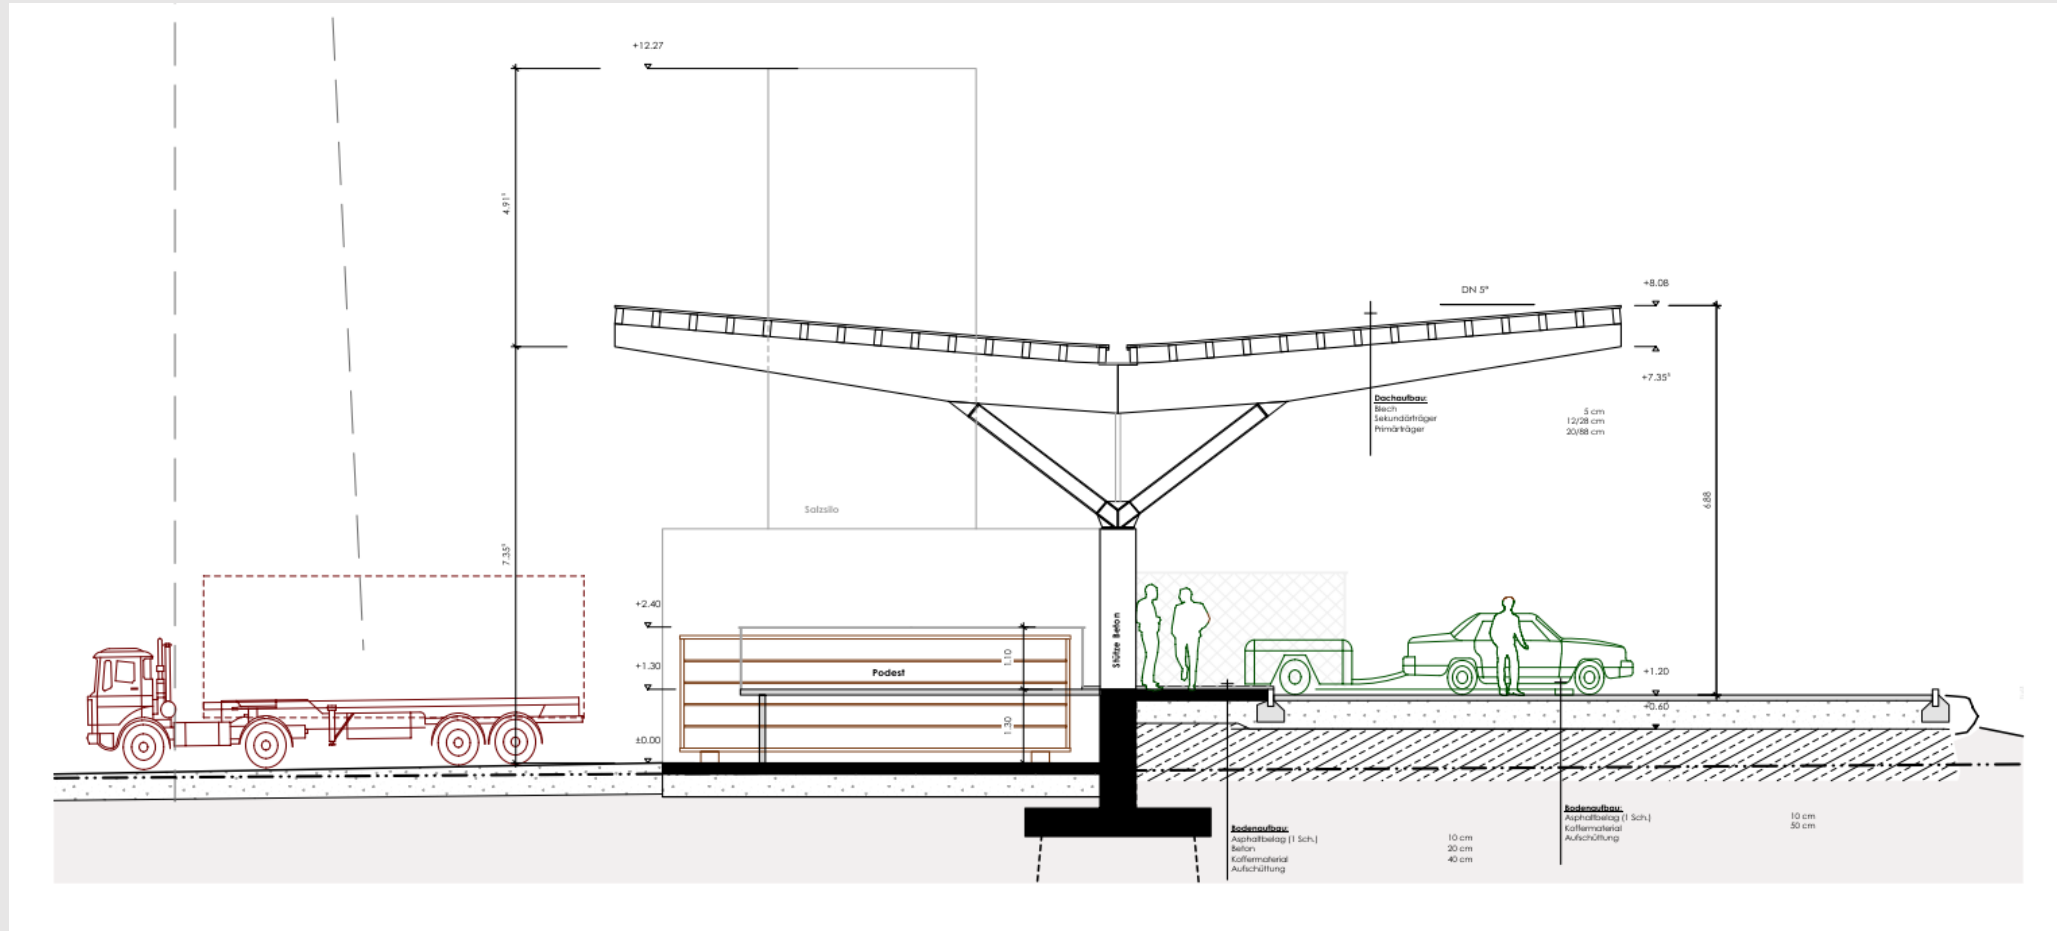 +12.27
4.91⁵
DN 5°
+8.08
+7.35⁵
Dachaufbau:
Blech 5 cm
Sekundärträger 12/28 cm
Primärträger 20/88 cm
Salzsilo
6.88
7.35⁵
+2.40
+1.30
±0.00
1.10
Podest
1.30
Stütze Beton
+1.20
+0.60
Bodenaufbau:
Asphaltbelag (1 Sch.) 10 cm
Koffermaterial 50 cm
Aufschüttung
Bodenaufbau:
Asphaltbelag (1 Sch.) 10 cm
Beton 20 cm
Koffermaterial 40 cm
Aufschüttung